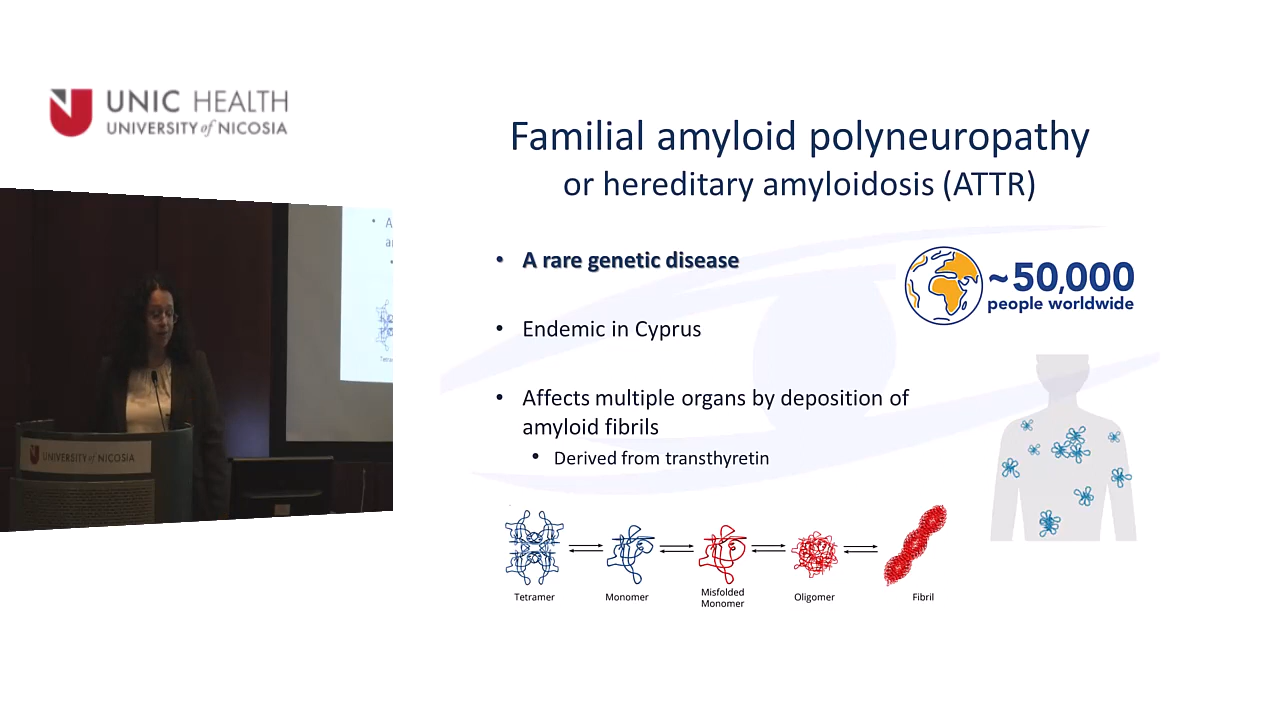 UNIC HEALTH
UNIVERSITY of NICOSIA
Familial amyloid polyneuropathy
or hereditary amyloidosis (ATTR)
• A rare genetic disease
~50,000
people worldwide
• Endemic in Cyprus
• Affects multiple organs by deposition of
amyloid fibrils
• Derived from transthyretin
Tetramer
Monomer
Misfolded
Monomer
Oligomer
Fibril
UNIVERSITY of NICOSIA